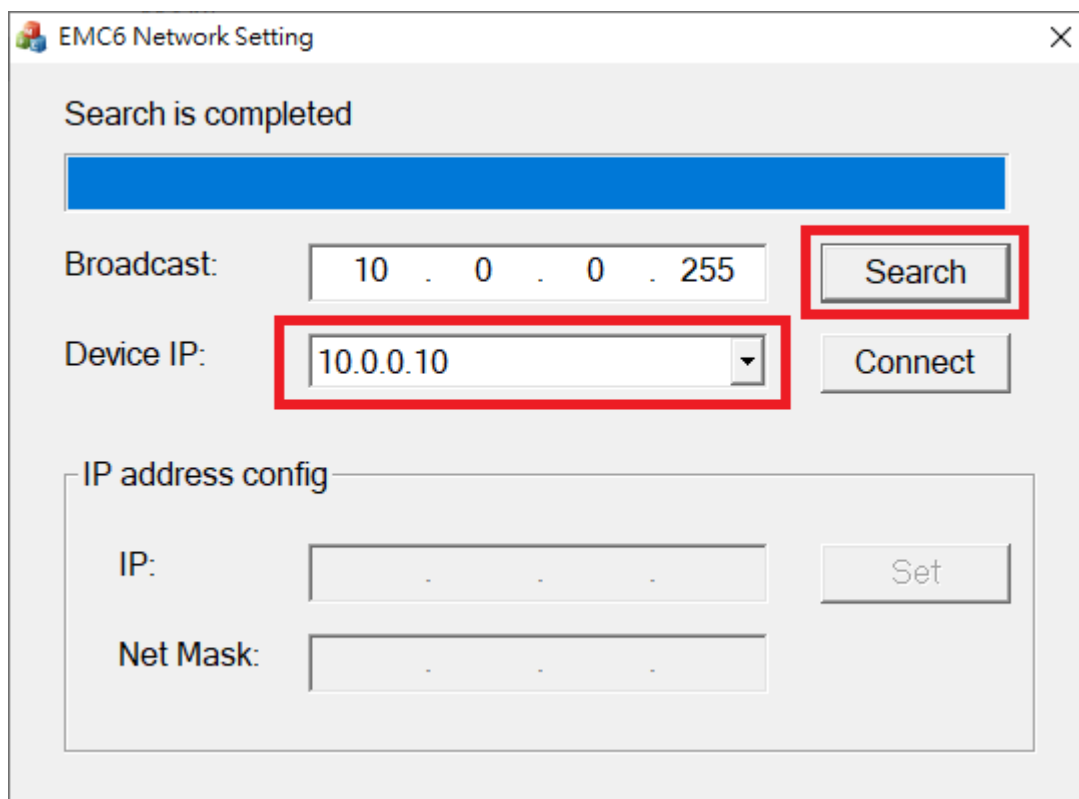 EMC6 Network Setting
Search is completed
Broadcast: 10 . 0 . 0 . 255 Search
Device IP: 10.0.0.10 Connect
IP address config
IP: . . . Set
Net Mask: . . .